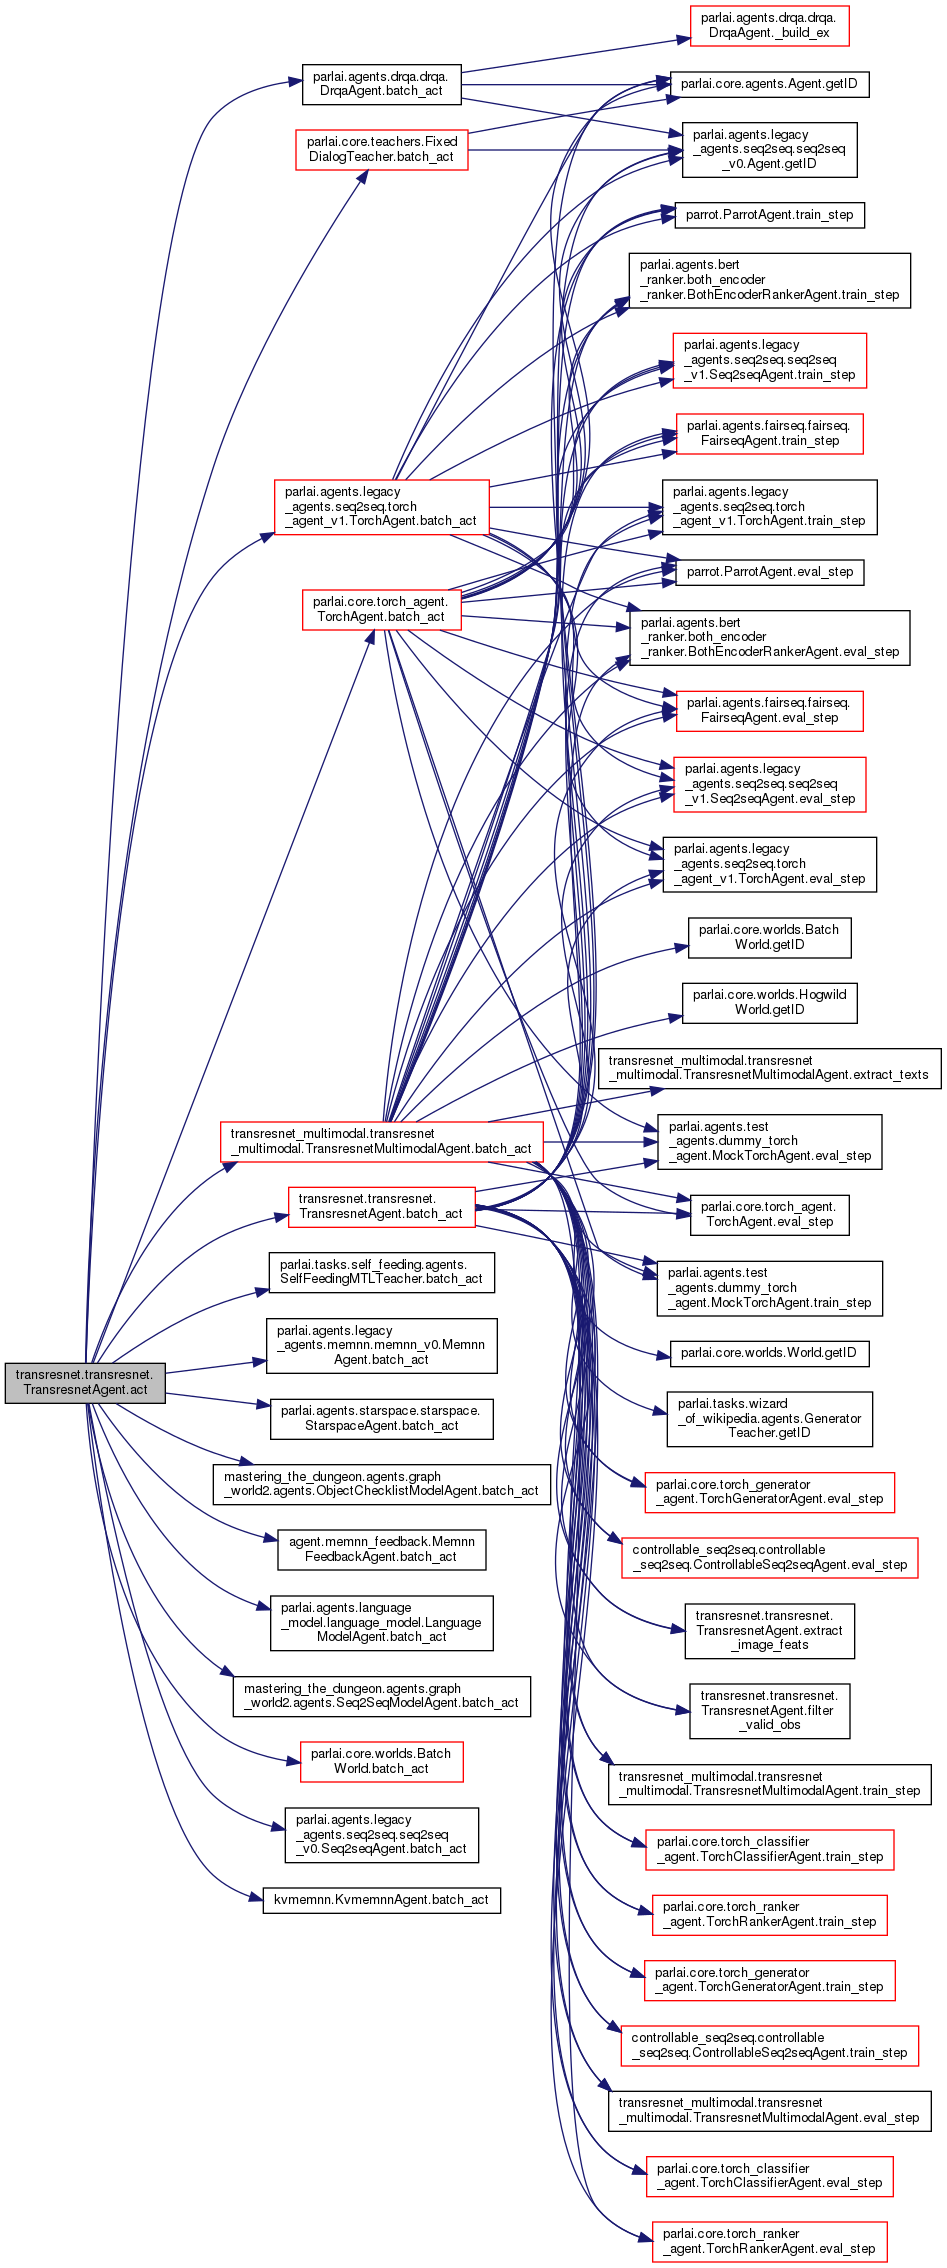 transresnet.transresnet.
TransresnetAgent.act
parlai.agents.drqa.drqa.
DrqaAgent.batch_act
parlai.core.teachers.Fixed
DialogTeacher.batch_act
parlai.agents.legacy
_agents.seq2seq.torch
_agent_v1.TorchAgent.batch_act
parlai.core.torch_agent.
TorchAgent.batch_act
transresnet_multimodal.transresnet
_multimodal.TransresnetMultimodalAgent.batch_act
transresnet.transresnet.
TransresnetAgent.batch_act
parlai.tasks.self_feeding.agents.
SelfFeedingMTLTeacher.batch_act
parlai.agents.legacy
_agents.memnn.memnn_v0.Memnn
Agent.batch_act
parlai.agents.starspace.starspace.
StarspaceAgent.batch_act
mastering_the_dungeon.agents.graph
_world2.agents.ObjectChecklistModelAgent.batch_act
agent.memnn_feedback.Memnn
FeedbackAgent.batch_act
parlai.agents.language
_model.language_model.Language
ModelAgent.batch_act
mastering_the_dungeon.agents.graph
_world2.agents.Seq2SeqModelAgent.batch_act
parlai.core.worlds.Batch
World.batch_act
parlai.agents.legacy
_agents.seq2seq.seq2seq
_v0.Seq2seqAgent.batch_act
kvmemnn.KvmemnnAgent.batch_act
parlai.agents.drqa.drqa.
DrqaAgent._build_ex
parlai.core.agents.Agent.getID
parlai.agents.legacy
_agents.seq2seq.seq2seq
_v0.Agent.getID
parrot.ParrotAgent.train_step
parlai.agents.bert
_ranker.both_encoder
_ranker.BothEncoderRankerAgent.train_step
parlai.agents.legacy
_agents.seq2seq.seq2seq
_v1.Seq2seqAgent.train_step
parlai.agents.fairseq.fairseq.
FairseqAgent.train_step
parlai.agents.legacy
_agents.seq2seq.torch
_agent_v1.TorchAgent.train_step
parrot.ParrotAgent.eval_step
parlai.agents.bert
_ranker.both_encoder
_ranker.BothEncoderRankerAgent.eval_step
parlai.agents.fairseq.fairseq.
FairseqAgent.eval_step
parlai.agents.legacy
_agents.seq2seq.seq2seq
_v1.Seq2seqAgent.eval_step
parlai.agents.legacy
_agents.seq2seq.torch
_agent_v1.TorchAgent.eval_step
parlai.core.worlds.Batch
World.getID
parlai.core.worlds.Hogwild
World.getID
transresnet_multimodal.transresnet
_multimodal.TransresnetMultimodalAgent.extract_texts
parlai.agents.test
_agents.dummy_torch
_agent.MockTorchAgent.eval_step
parlai.core.torch_agent.
TorchAgent.eval_step
parlai.agents.test
_agents.dummy_torch
_agent.MockTorchAgent.train_step
parlai.core.worlds.World.getID
parlai.tasks.wizard
_of_wikipedia.agents.Generator
Teacher.getID
parlai.core.torch_generator
_agent.TorchGeneratorAgent.eval_step
controllable_seq2seq.controllable
_seq2seq.ControllableSeq2seqAgent.eval_step
transresnet.transresnet.
TransresnetAgent.extract
_image_feats
transresnet.transresnet.
TransresnetAgent.filter
_valid_obs
transresnet_multimodal.transresnet
_multimodal.TransresnetMultimodalAgent.train_step
parlai.core.torch_classifier
_agent.TorchClassifierAgent.train_step
parlai.core.torch_ranker
_agent.TorchRankerAgent.train_step
parlai.core.torch_generator
_agent.TorchGeneratorAgent.train_step
controllable_seq2seq.controllable
_seq2seq.ControllableSeq2seqAgent.train_step
transresnet_multimodal.transresnet
_multimodal.TransresnetMultimodalAgent.eval_step
parlai.core.torch_classifier
_agent.TorchClassifierAgent.eval_step
parlai.core.torch_ranker
_agent.TorchRankerAgent.eval_step